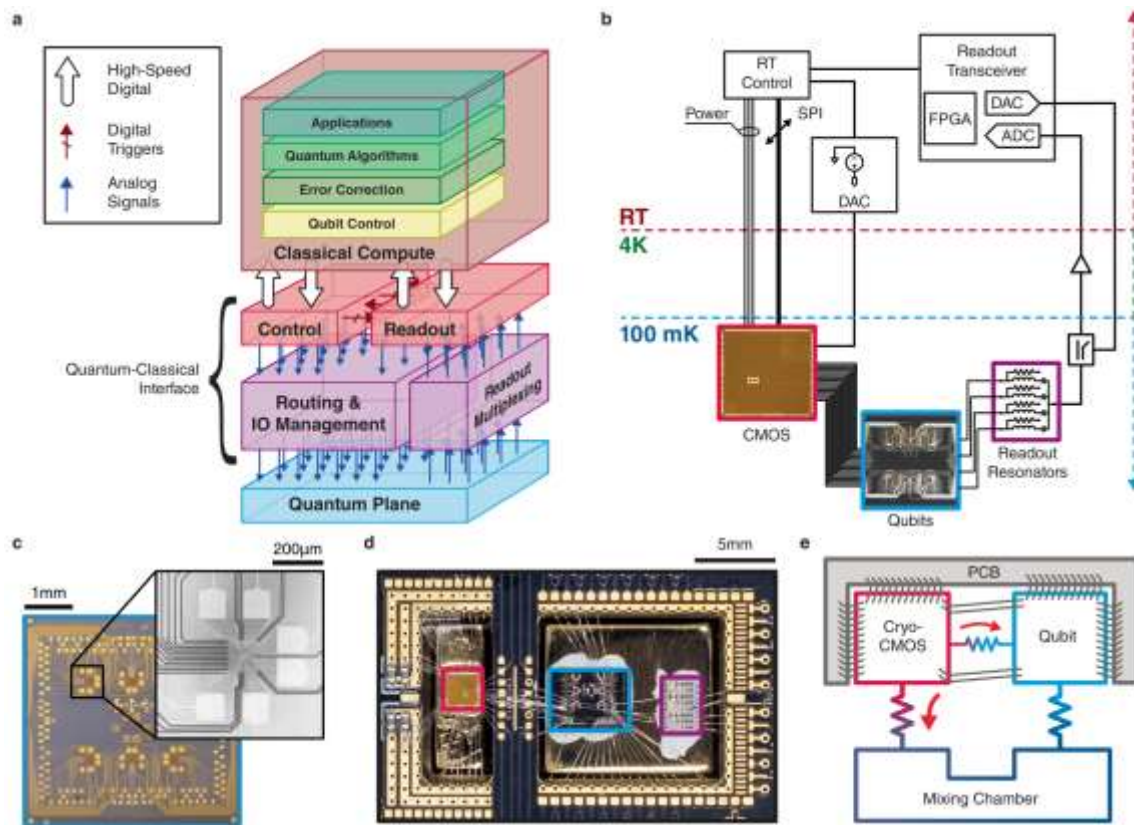 a
High-Speed
Digital
Digital
Triggers
Analog
Signals
Applications
Quantum Algorithms
Error Correction
Qubit Control
Classical Compute
Control
Readout
Quantum-Classical
Interface
Routing &
IO Management
Readout
Multiplexing
Quantum Plane
b
RT
Control
Readout
Transceiver
FPGA
DAC
ADC
Power
SPI
DAC
RT
4K
100 mK
CMOS
Qubits
Readout
Resonators
c
1mm
200µm
d
5mm
e
PCB
Cryo-
CMOS
Qubit
Mixing Chamber